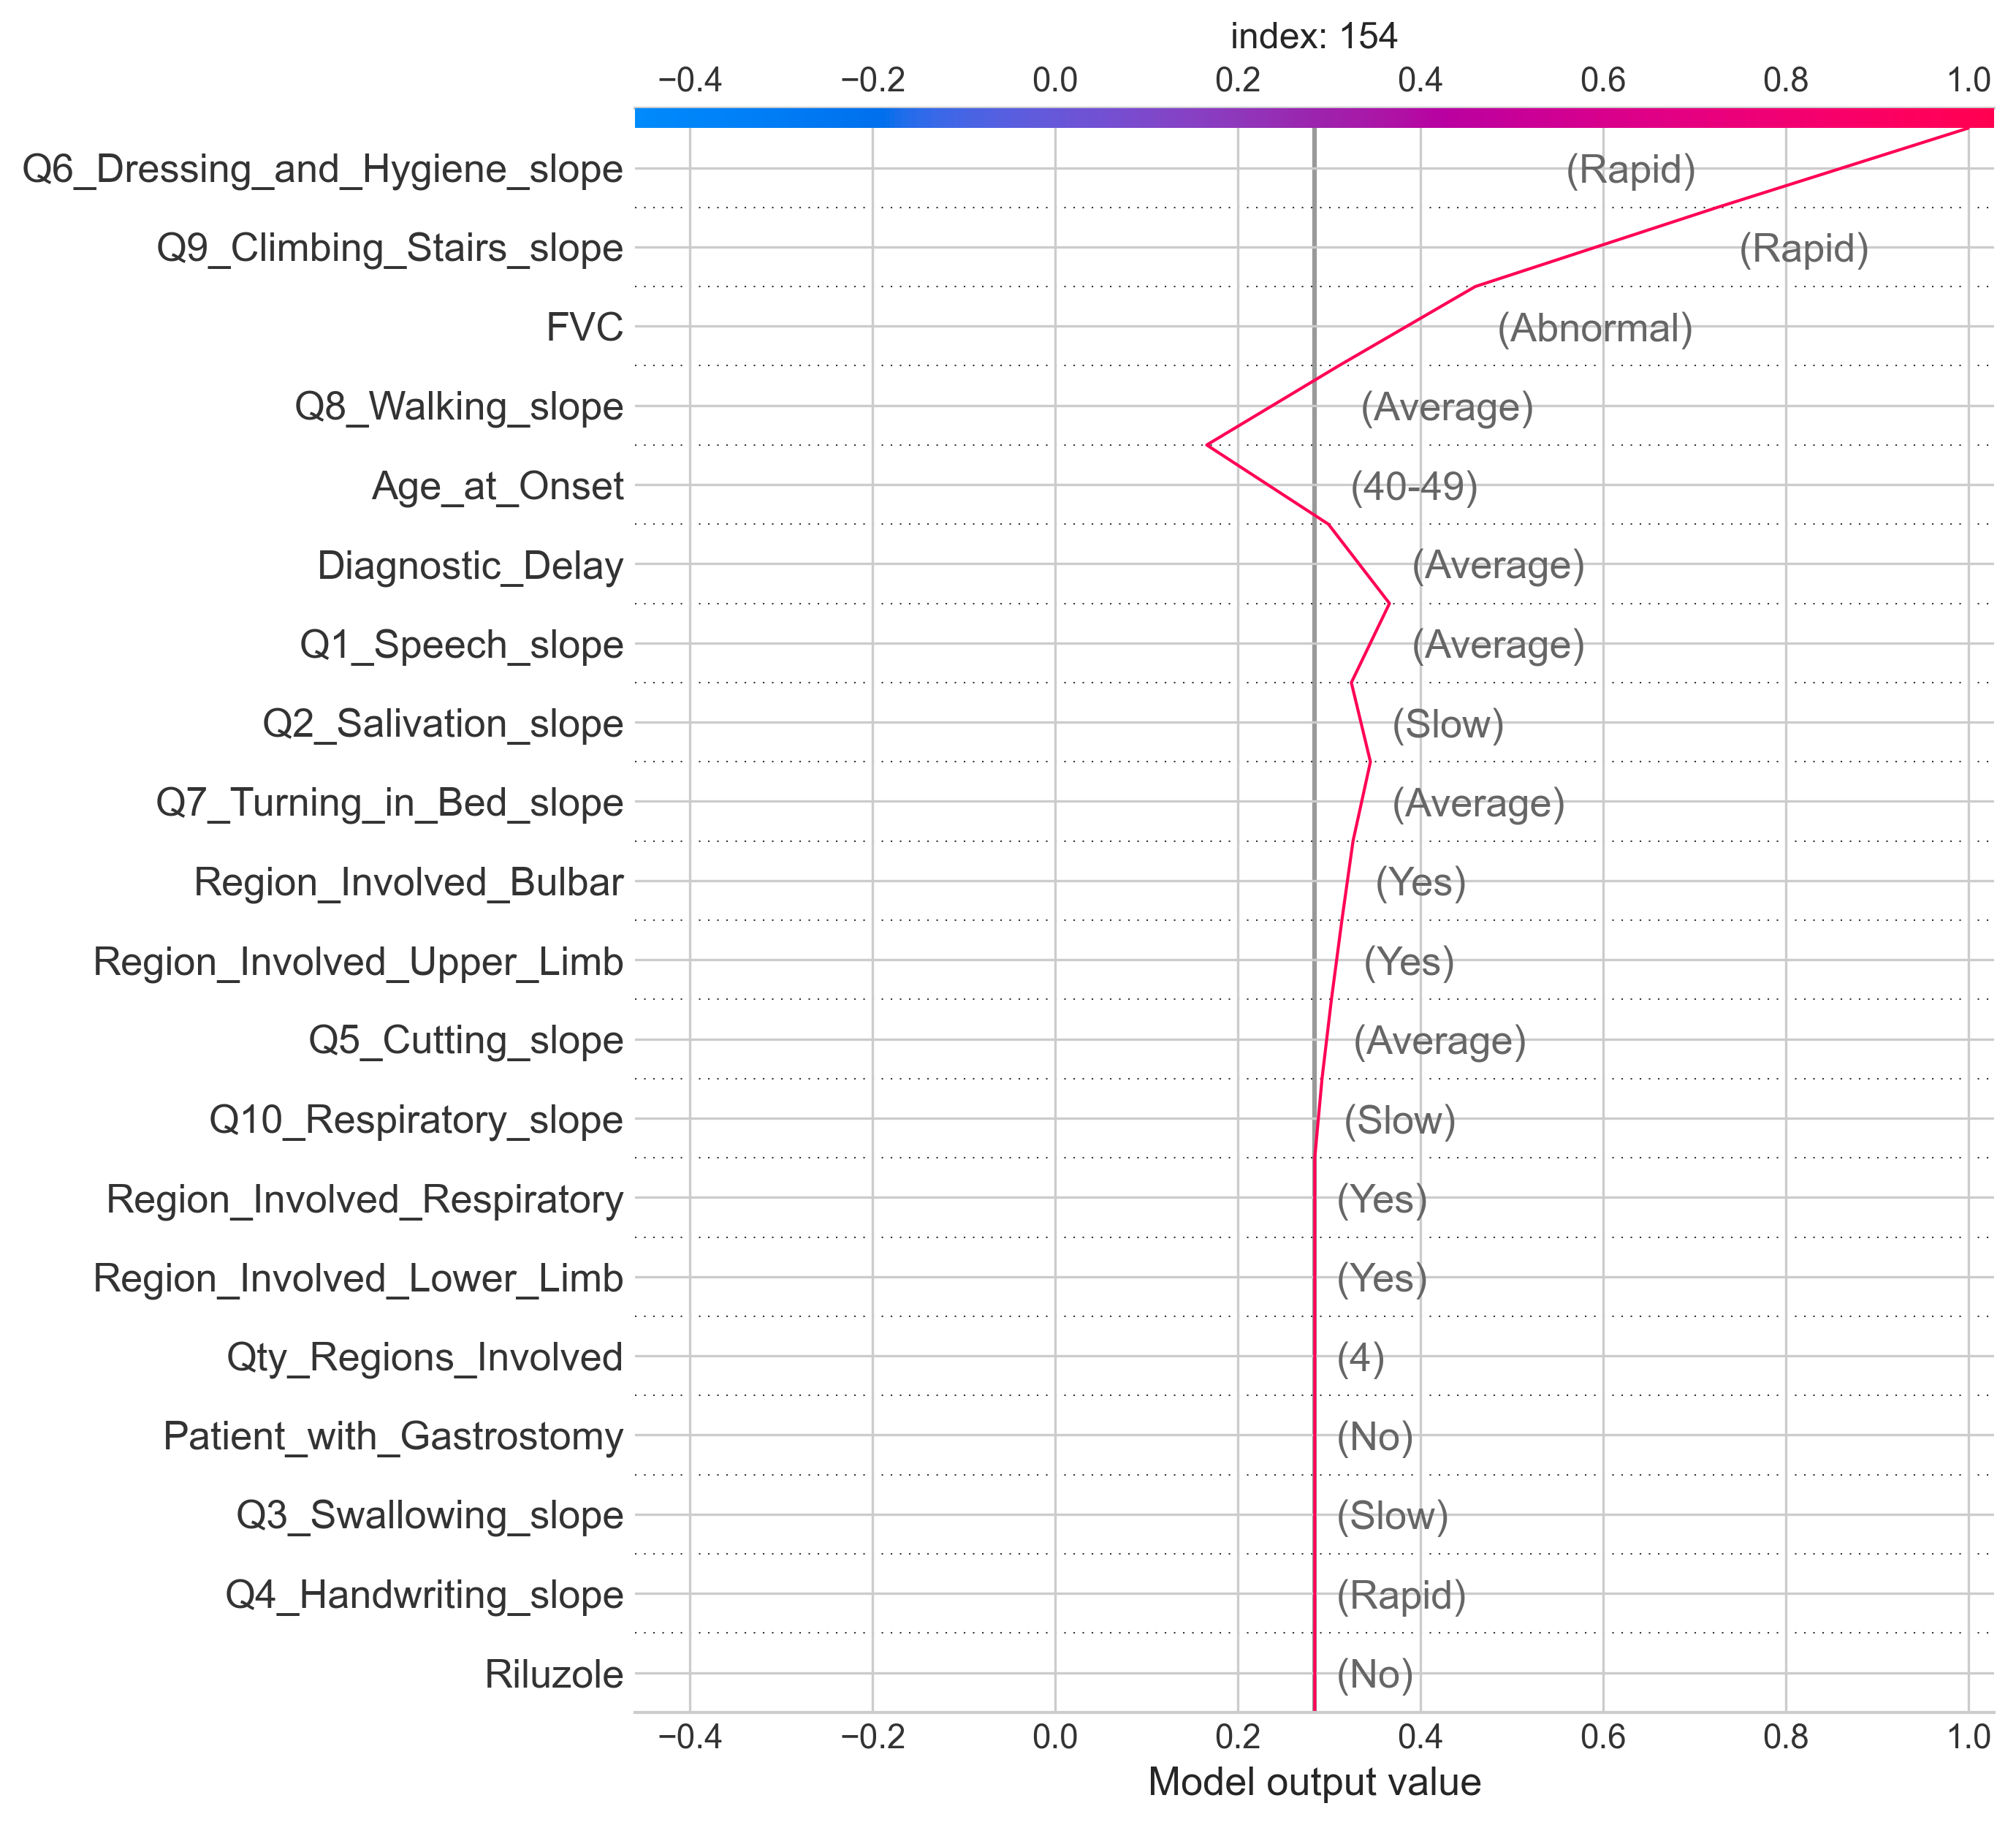 index: 154
−0.4 −0.2 0.0 0.2 0.4 0.6 0.8 1.0
Q6_Dressing_and_Hygiene_slope (Rapid)
Q9_Climbing_Stairs_slope (Rapid)
FVC (Abnormal)
Q8_Walking_slope (Average)
Age_at_Onset (40-49)
Diagnostic_Delay (Average)
Q1_Speech_slope (Average)
Q2_Salivation_slope (Slow)
Q7_Turning_in_Bed_slope (Average)
Region_Involved_Bulbar (Yes)
Region_Involved_Upper_Limb (Yes)
Q5_Cutting_slope (Average)
Q10_Respiratory_slope (Slow)
Region_Involved_Respiratory (Yes)
Region_Involved_Lower_Limb (Yes)
Qty_Regions_Involved (4)
Patient_with_Gastrostomy (No)
Q3_Swallowing_slope (Slow)
Q4_Handwriting_slope (Rapid)
Riluzole (No)
−0.4 −0.2 0.0 0.2 0.4 0.6 0.8 1.0
Model output value